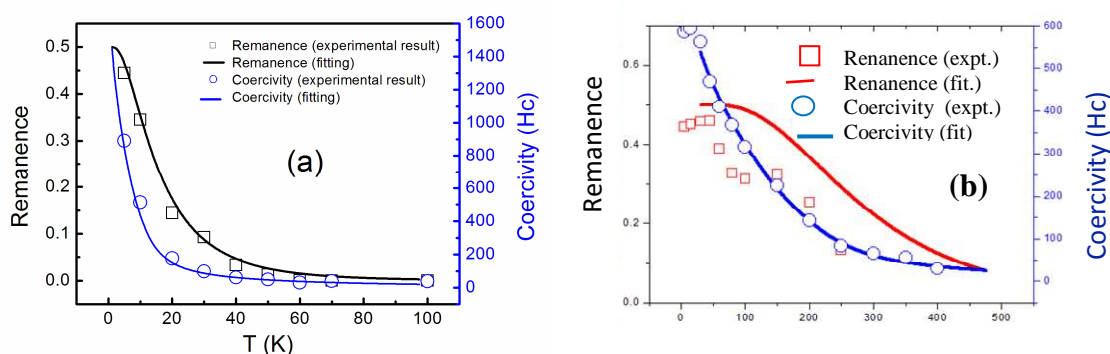 0.5
0.4
0.3
0.2
0.1
0.0
Remanence
Remanence (experimental result)
Remanence (fitting)
Coercivity (experimental result)
Coercivity (fitting)
(a)
0
20
40
60
80
100
T (K)
1600
1400
1200
1000
800
600
400
200
0
Coercivity (Hc)
0.6
0.4
0.2
0.0
Remanence
Renanence (expt.)
Renanence (fit.)
Coercivity (expt.)
Coercivity (fit)
(b)
0
100
200
300
400
500
600
500
400
300
200
100
0
Coercivity (Hc)